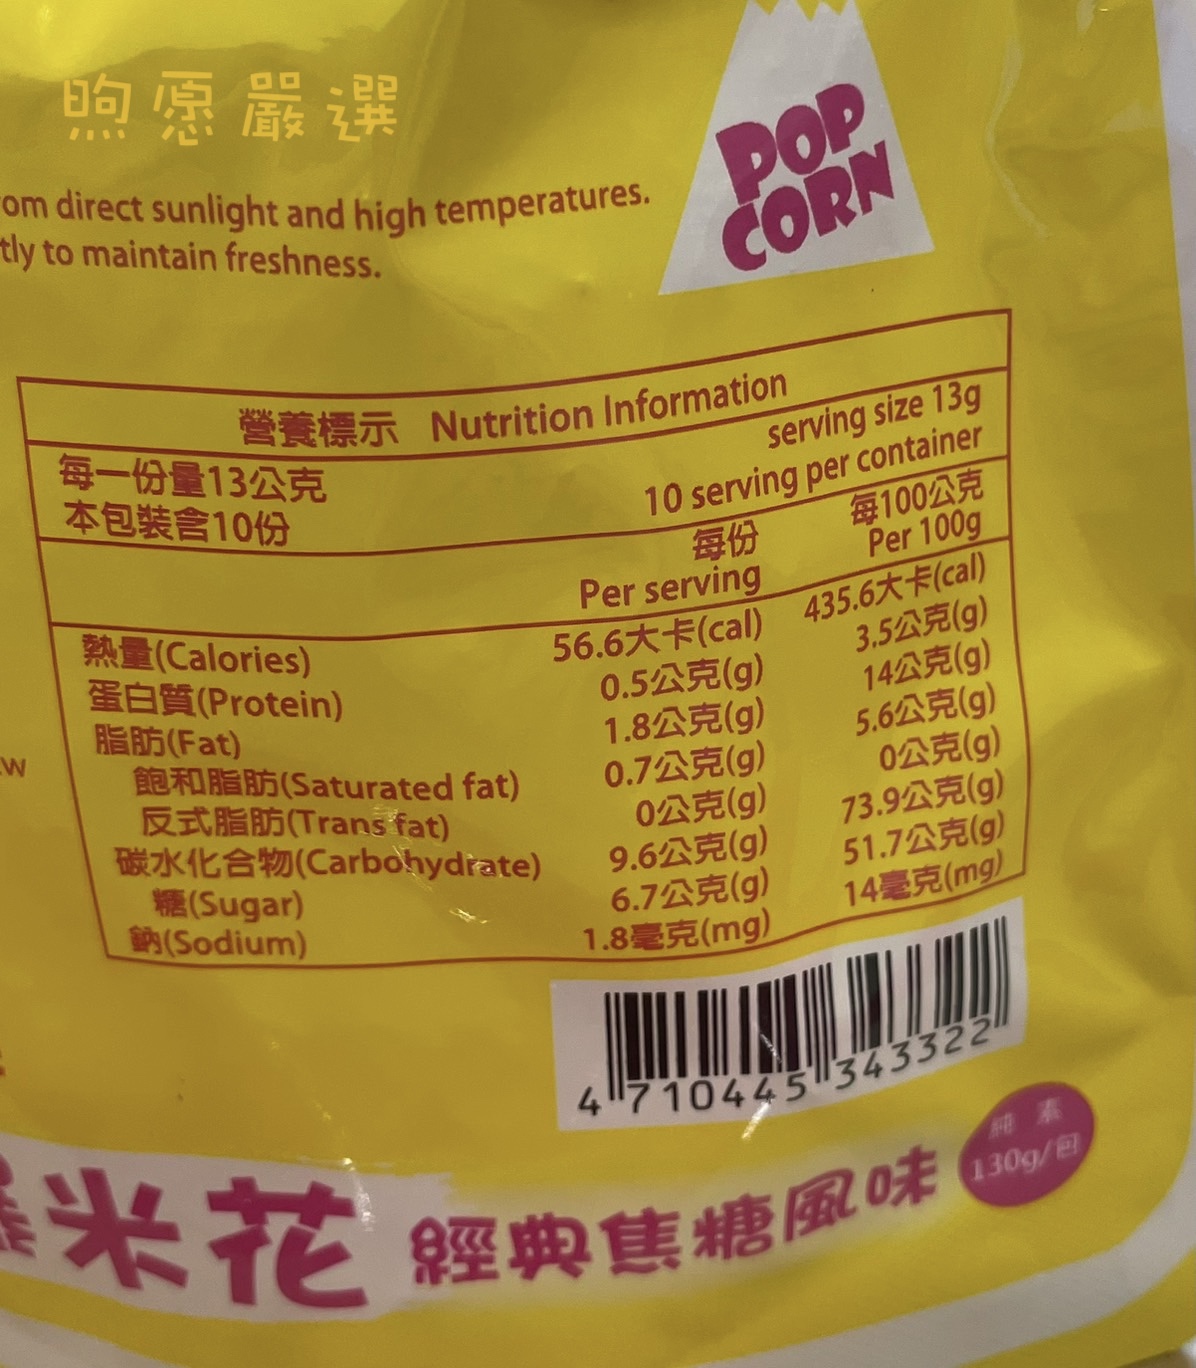 煦愿嚴選
POP
CORN
om direct sunlight and high temperatures.
tly to maintain freshness.
營養標示 Nutrition Information
每一份量13公克 serving size 13g
本包裝含10份 10 serving per container
每份 每100公克
Per serving Per 100g
熱量(Calories) 56.6大卡(cal) 435.6大卡(cal)
蛋白質(Protein) 0.5公克(g) 3.5公克(g)
脂肪(Fat) 1.8公克(g) 14公克(g)
飽和脂肪(Saturated fat) 0.7公克(g) 5.6公克(g)
反式脂肪(Trans fat) 0公克(g) 0公克(g)
碳水化合物(Carbohydrate) 9.6公克(g) 73.9公克(g)
糖(Sugar) 6.7公克(g) 51.7公克(g)
鈉(Sodium) 1.8毫克(mg) 14毫克(mg)
4 710445 343322
純素
130g/包
米花 經典焦糖風味